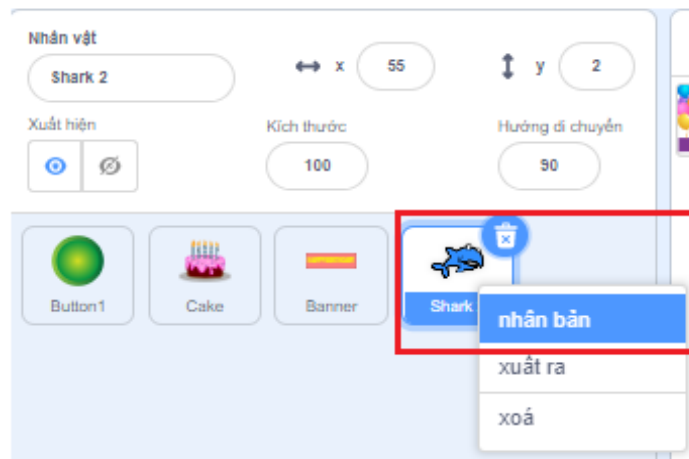 Nhân vật
Shark 2
x 55
y 2
Xuất hiện
Kích thước
Hướng di chuyển
100
90
Button1
Cake
Banner
Shark
nhân bản
xuất ra
xoá